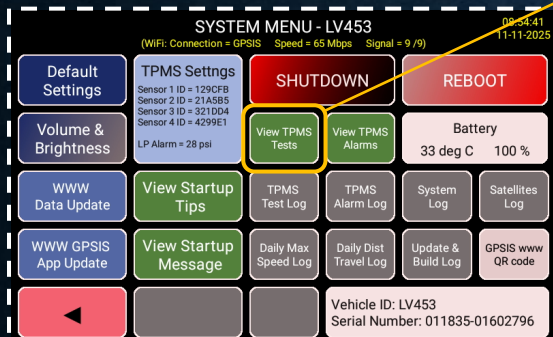 SYSTEM MENU - LV453
08:54:41
(WiFi: Connection = GPSIS Speed = 65 Mbps Signal = 9 /9)
11-11-2025
Default
Settings
TPMS Settngs
Sensor 1 ID = 129CFB
Sensor 2 ID = 21A5B5
Sensor 3 ID = 321DD4
Sensor 4 ID = 4299E1
LP Alarm = 28 psi
SHUTDOWN
REBOOT
Volume &
Brightness
View TPMS
Tests
View TPMS
Alarms
Battery
33 deg C 100 %
WWW
Data Update
View Startup
Tips
TPMS
Test Log
TPMS
Alarm Log
System
Log
Satellites
Log
WWW GPSIS
App Update
View Startup
Message
Daily Max
Speed Log
Daily Dist
Travel Log
Update &
Build Log
GPSIS www
QR code
Vehicle ID: LV453
Serial Number: 011835-01602796